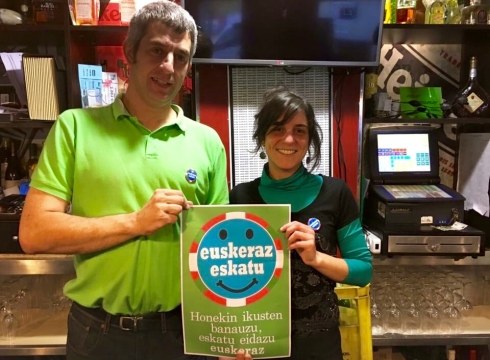 euskeraz
eskatu
Honekin ikusten
banauzu,
eskatu eidazu
euskeraz